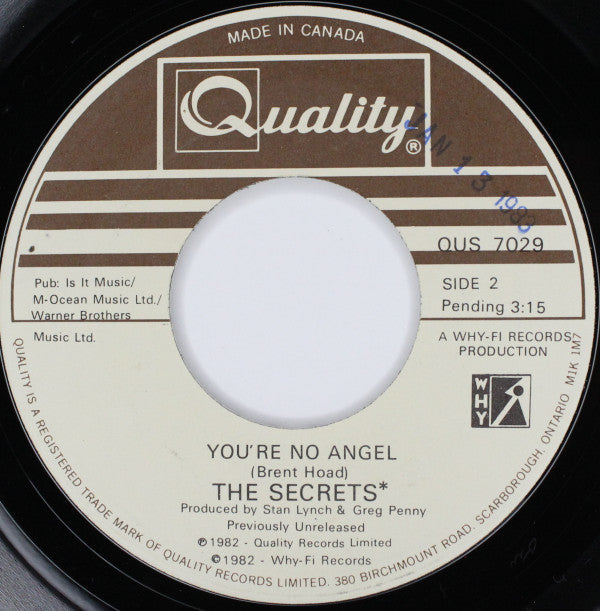 MADE IN CANADA
Quality®
JAN 13 1983
QUS 7029
Pub: Is It Music/
M-Ocean Music Ltd./
Warner Brothers
Music Ltd.
SIDE 2
Pending 3:15
A WHY-FI RECORDS
PRODUCTION
WHY
YOU'RE NO ANGEL
(Brent Hoad)
THE SECRETS*
Produced by Stan Lynch & Greg Penny
Previously Unreleased
℗1982 - Quality Records Limited
©1982 - Why-Fi Records
QUALITY IS A REGISTERED TRADE MARK OF QUALITY RECORDS LIMITED. 380 BIRCHMOUNT ROAD. SCARBOROUGH, ONTARIO M1K 1M7